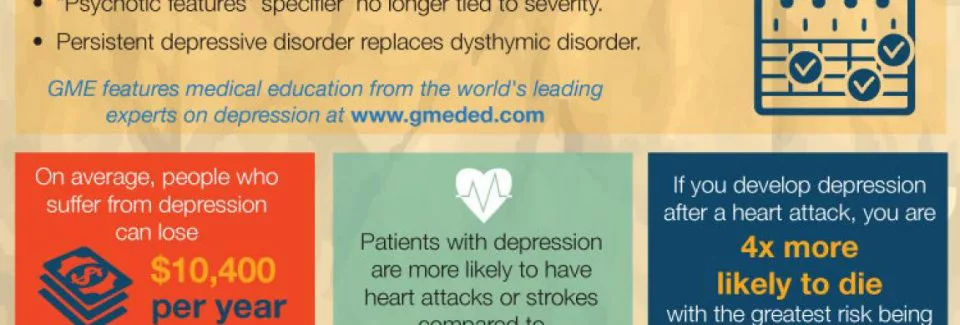 • "Psychotic features" specifier no longer tied to severity.
• Persistent depressive disorder replaces dysthymic disorder.
GME features medical education from the world's leading
experts on depression at www.gmeded.com
On average, people who
suffer from depression
can lose
$10,400
per year
Patients with depression
are more likely to have
heart attacks or strokes
compared to
If you develop depression
after a heart attack, you are
4x more
likely to die
with the greatest risk being